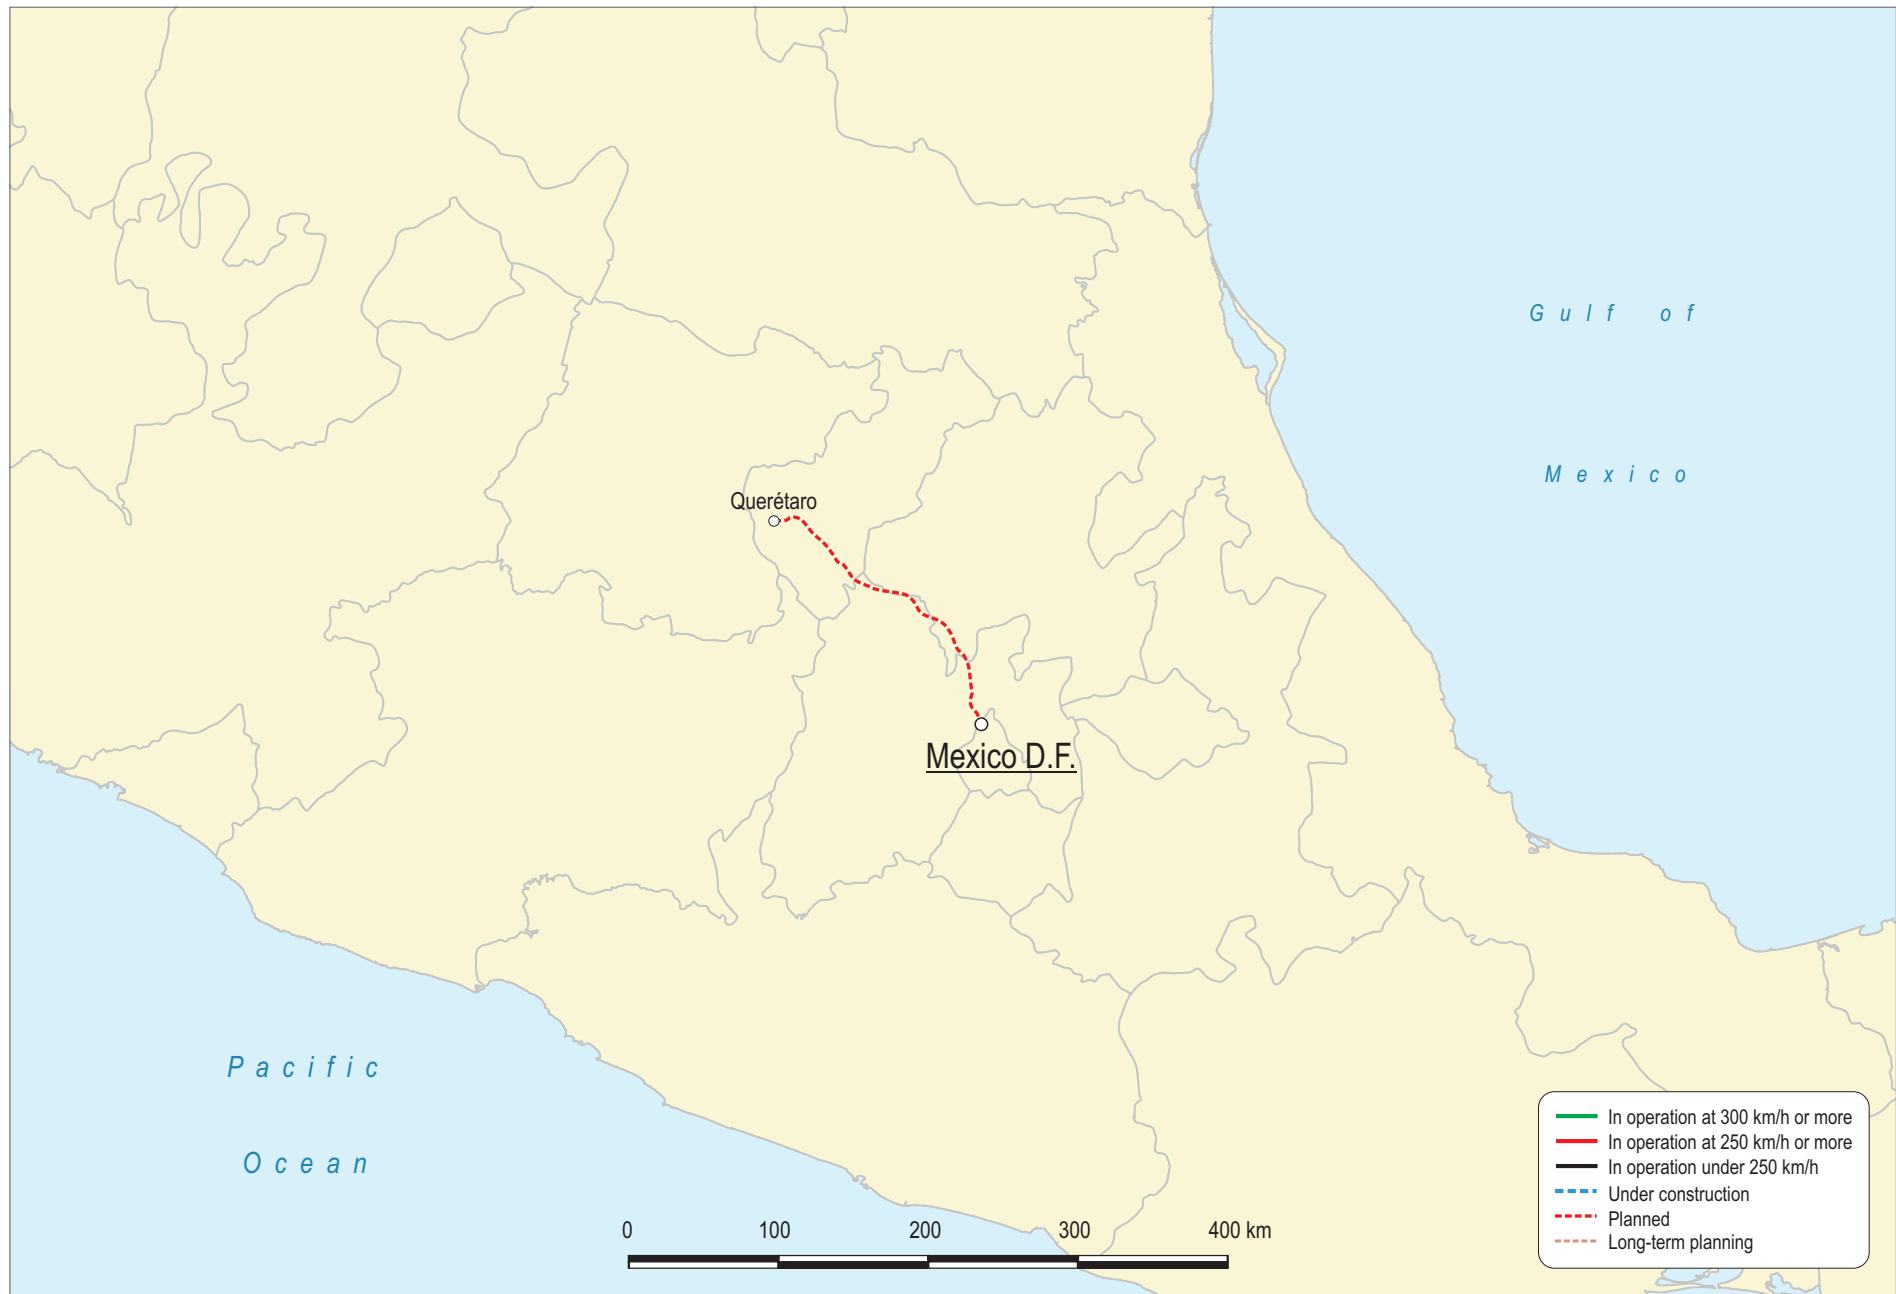 Gulf of
Mexico
Querétaro
Mexico D.F.
Pacific
Ocean
0 100 200 300 400 km
In operation at 300 km/h or more
In operation at 250 km/h or more
In operation under 250 km/h
Under construction
Planned
Long-term planning